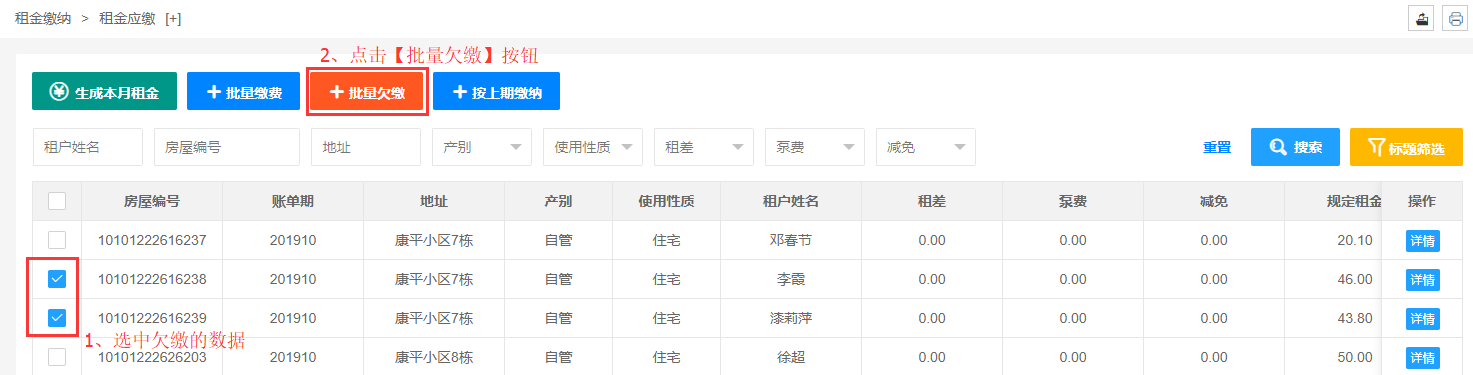 租金缴纳 > 租金应缴 [+]
2、点击【批量欠缴】按钮
生成本月租金 批量缴费 批量欠缴 按上期缴纳
租户姓名 房屋编号 地址 产别 使用性质 租差 泵费 减免 重置 搜索 标题筛选
房屋编号 账单期 地址 产别 使用性质 租户姓名 租差 泵费 减免 规定租金 操作
10101222616237 201910 康平小区7栋 自管 住宅 邓春节 0.00 0.00 0.00 20.10 详情
10101222616238 201910 康平小区7栋 自管 住宅 李霞 0.00 0.00 0.00 46.00 详情
10101222616239 201910 康平小区7栋 自管 住宅 漆莉萍 0.00 0.00 0.00 43.80 详情
1、选中欠缴的数据
10101222626203 201910 康平小区8栋 自管 住宅 徐超 0.00 0.00 0.00 50.00 详情